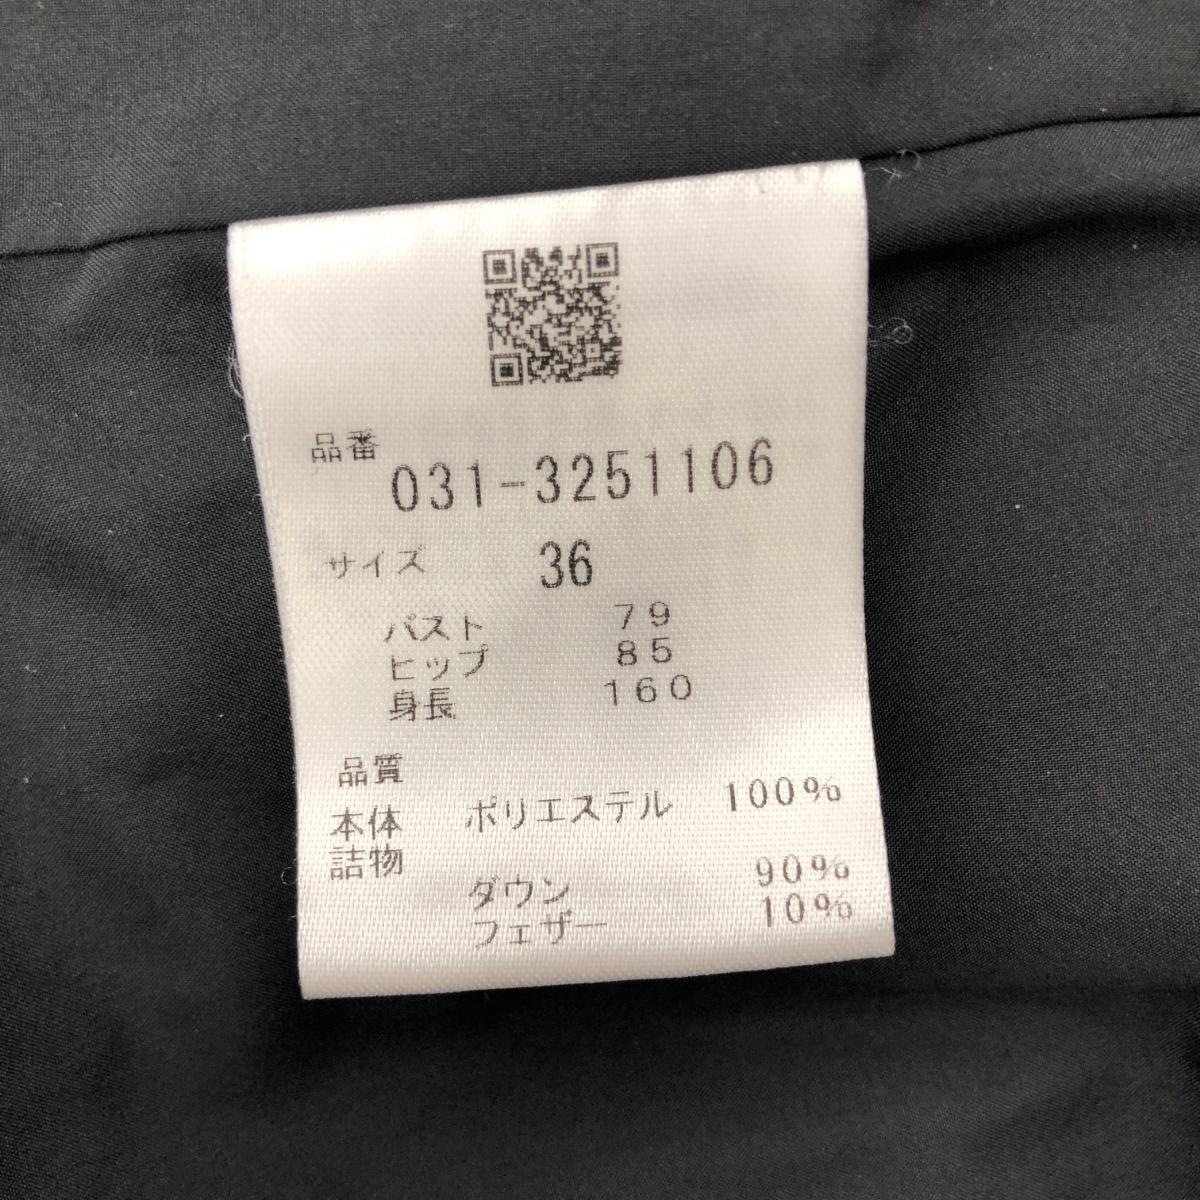 品番 031-3251106
サイズ 36
バスト 79
ヒップ 85
身長 160
品質
本体 ポリエステル 100%
詰物
ダウン 90%
フェザー 10%